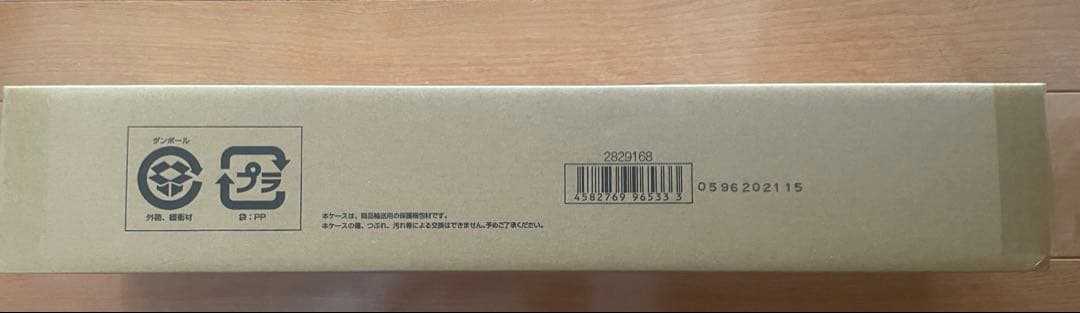 ダンボール
プラ
外箱、緩衝材
袋：PP
本ケースは、商品輸送用の保護梱包材です。
本ケースの傷、つぶれ、汚れ等による交換はできません。予めご了承ください。
2829168
4582769 96533 3
0596202115